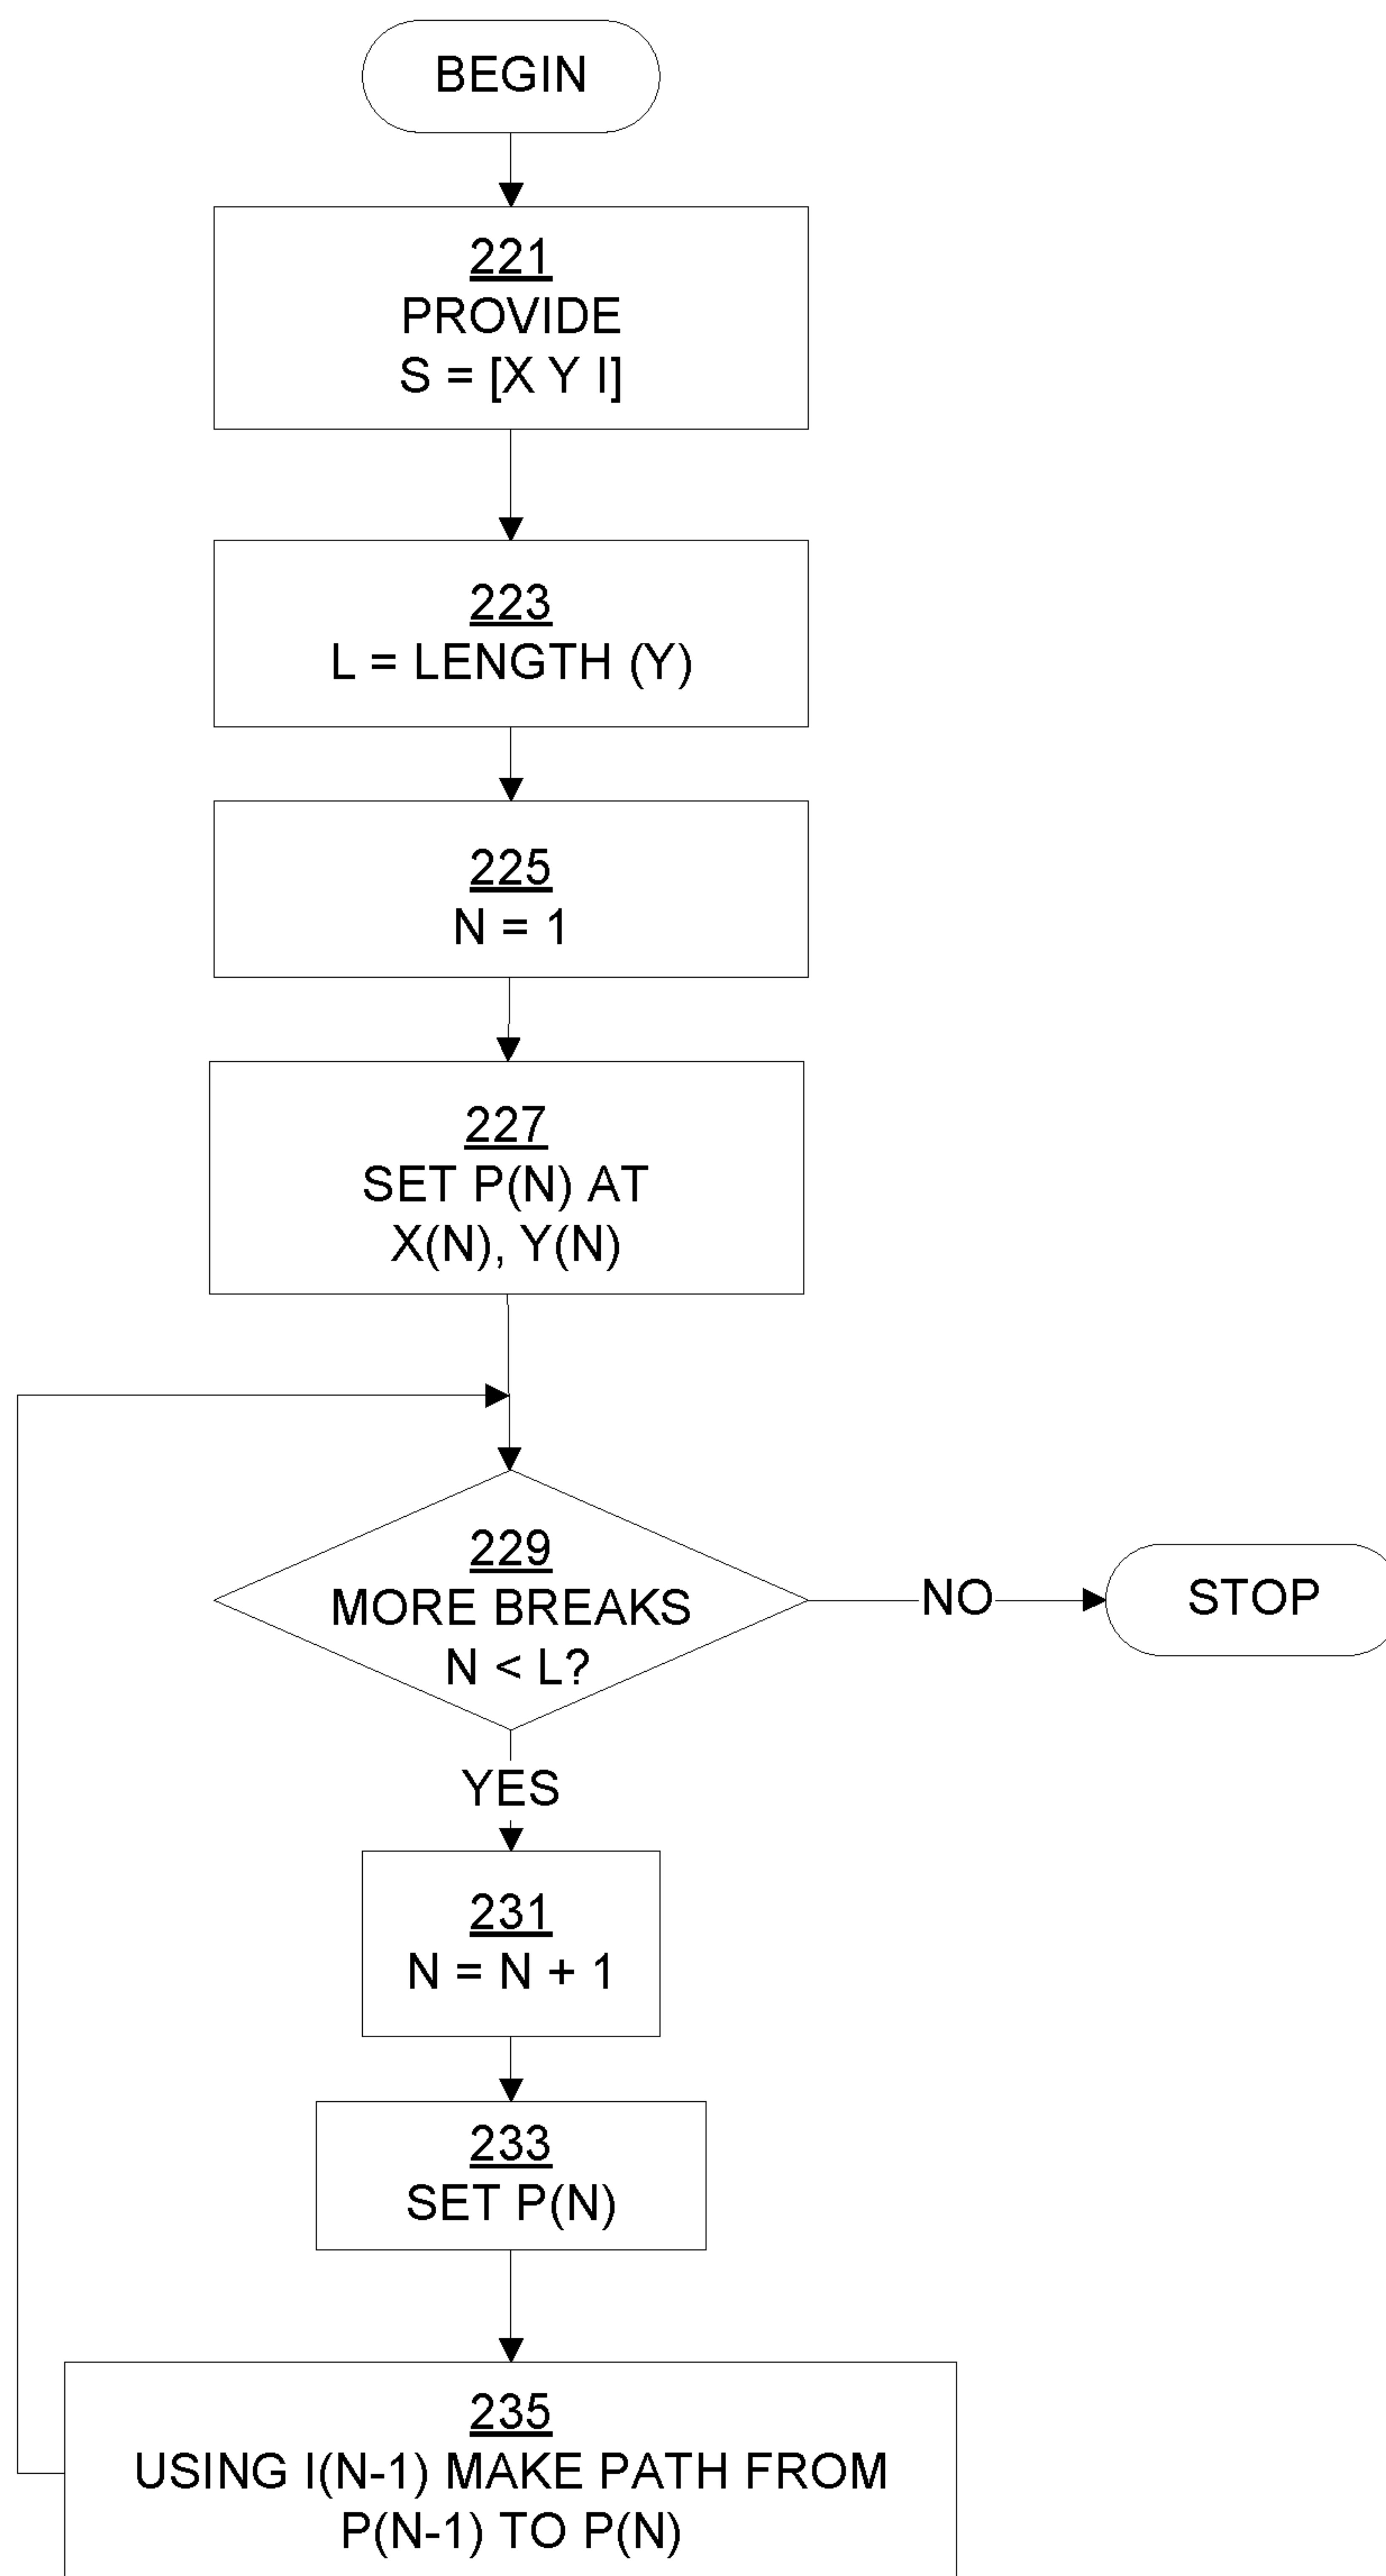 BEGIN
221
PROVIDE
S = [X Y I]
223
L = LENGTH (Y)
225
N = 1
227
SET P(N) AT
X(N), Y(N)
229
MORE BREAKS
N < L?
NO
STOP
YES
231
N = N + 1
233
SET P(N)
235
USING I(N-1) MAKE PATH FROM
P(N-1) TO P(N)